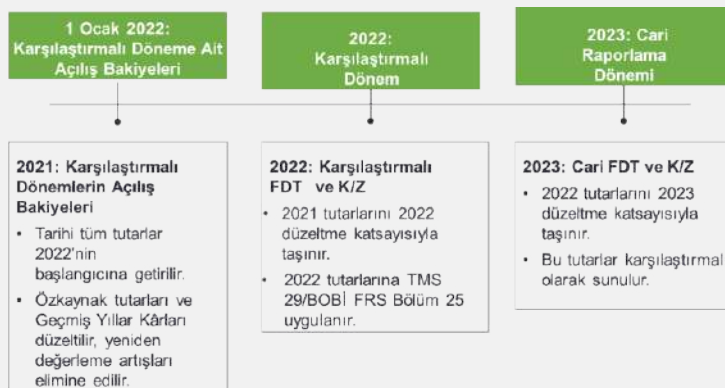 1 Ocak 2022:
Karşılaştırmalı Döneme Ait
Açılış Bakiyeleri
2022:
Karşılaştırmalı
Dönem
2023: Cari
Raporlama
Dönemi
2021: Karşılaştırmalı
Dönemlerin Açılış
Bakiyeleri
• Tarihi tüm tutarlar
2022'nin
başlangıcına getirilir.
• Özkaynak tutarları ve
Geçmiş Yıllar Kârları
düzeltilir, yeniden
değerleme artışları
elimine edilir.
2022: Karşılaştırmalı
FDT ve K/Z
• 2021 tutarlarını 2022
düzeltme katsayısıyla
taşınır.
• 2022 tutarlarına TMS
29/BOBİ FRS Bölüm 25
uygulanır.
2023: Cari FDT ve K/Z
• 2022 tutarlarını 2023
düzeltme katsayısıyla
taşınır.
• Bu tutarlar karşılaştırmal
olarak sunulur.